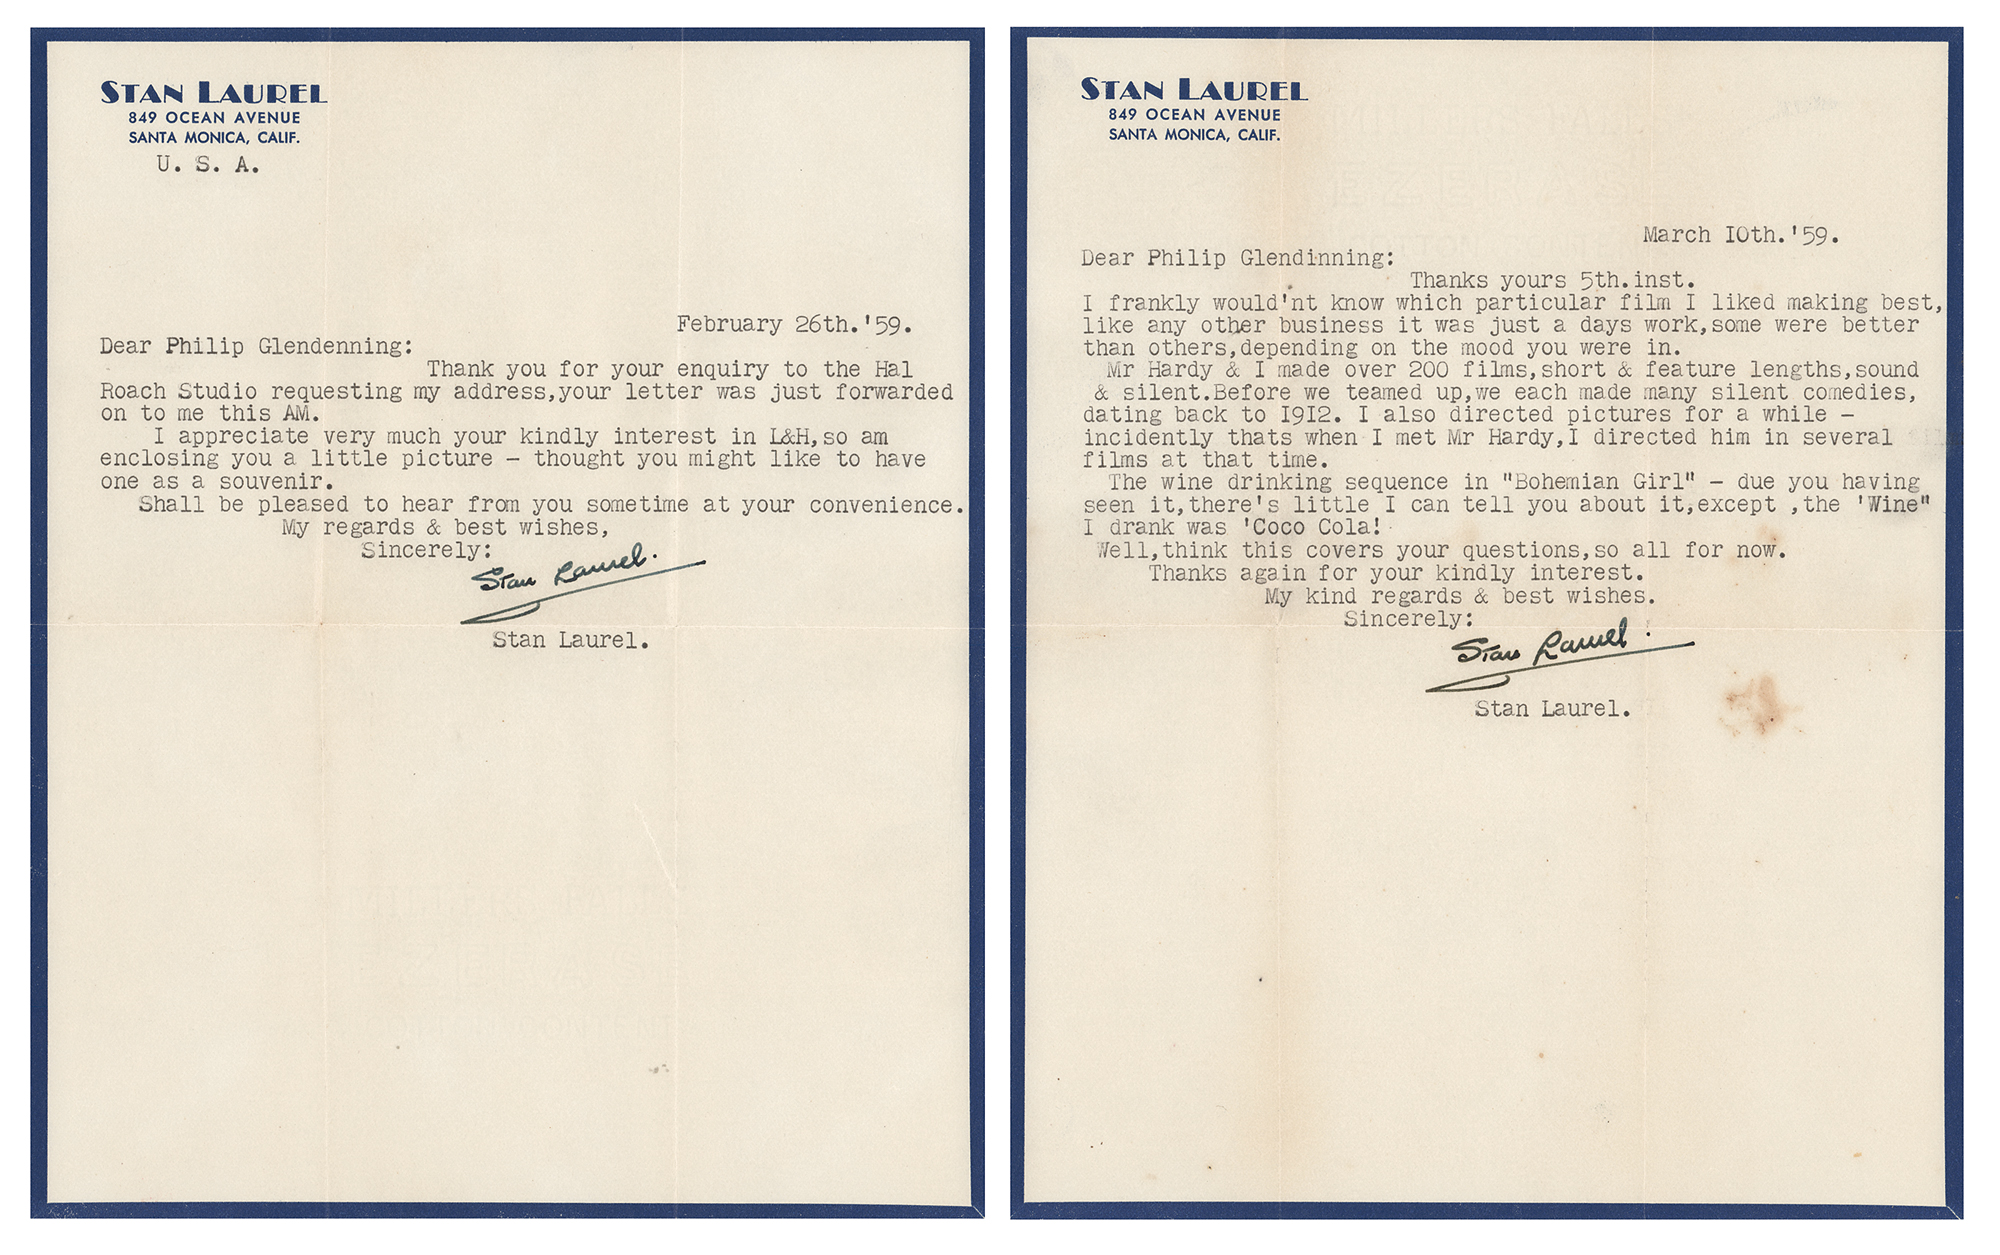 STAN LAUREL
849 OCEAN AVENUE
SANTA MONICA, CALIF.
U. S. A.
February 26th.'59.
Dear Philip Glendenning:
Thank you for your enquiry to the Hal
Roach Studio requesting my address,your letter was just forwarded
on to me this AM.
I appreciate very much your kindly interest in L&H,so am
enclosing you a little picture – thought you might like to have
one as a souvenir.
Shall be pleased to hear from you sometime at your convenience.
My regards & best wishes,
Sincerely:
Stan Laurel.
Stan Laurel.
STAN LAUREL
849 OCEAN AVENUE
SANTA MONICA, CALIF.
March I0th.'59.
Dear Philip Glendinning:
Thanks yours 5th.inst.
I frankly would'nt know which particular film I liked making best,
like any other business it was just a days work,some were better
than others,depending on the mood you were in.
Mr Hardy & I made over 200 films,short & feature lengths,sound
& silent.Before we teamed up,we each made many silent comedies,
dating back to I9I2. I also directed pictures for a while –
incidently thats when I met Mr Hardy,I directed him in several
films at that time.
The wine drinking sequence in "Bohemian Girl" – due you having
seen it,there's little I can tell you about it,except ,the 'Wine"
I drank was 'Coco Cola!
Well,think this covers your questions,so all for now.
Thanks again for your kindly interest.
My kind regards & best wishes.
Sincerely:
Stan Laurel.
Stan Laurel.